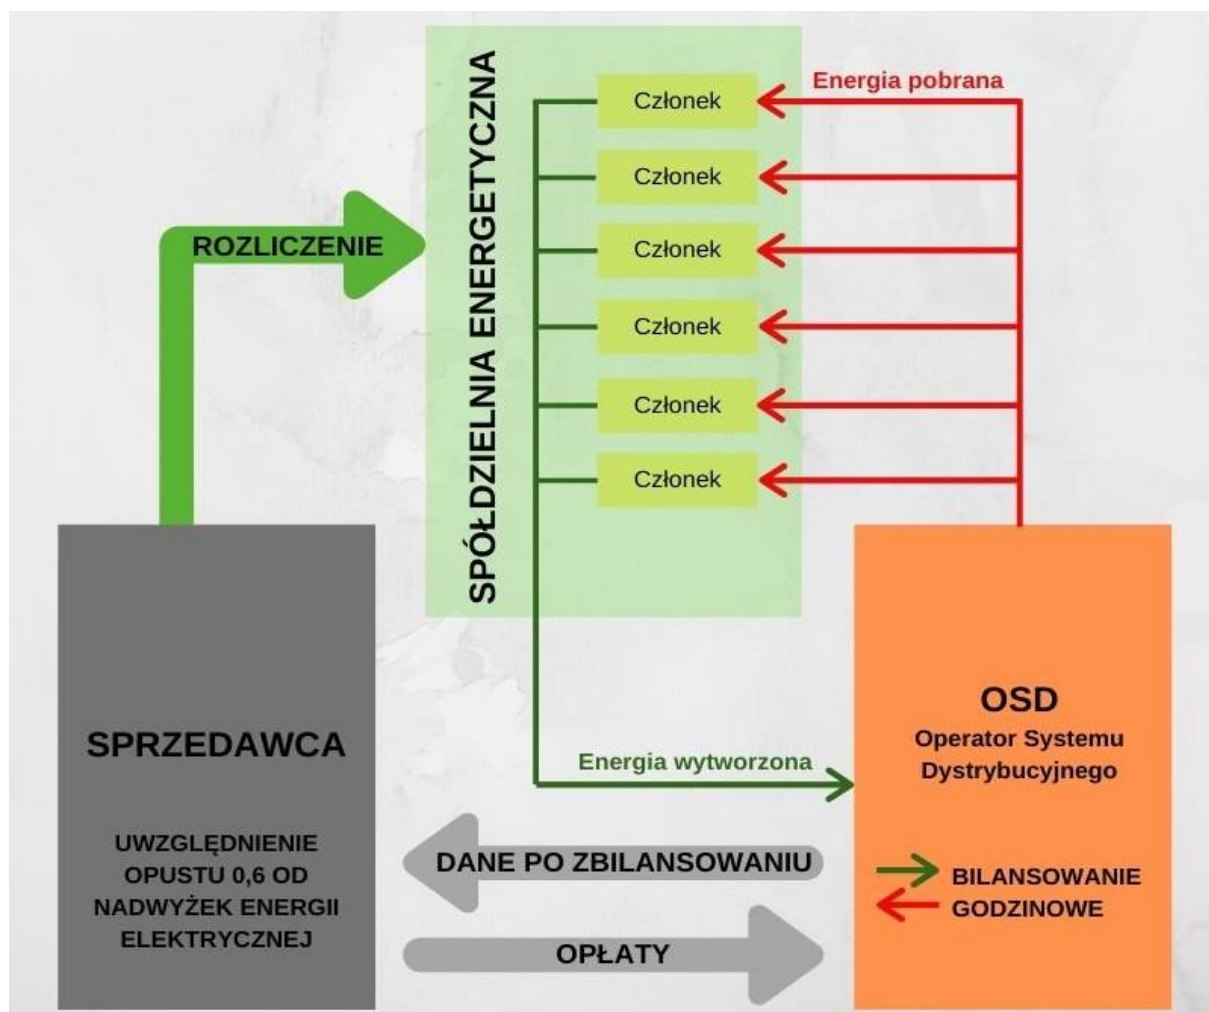 SPÓŁDZIELNIA ENERGETYCZNA
Energia pobrana
Członek
Członek
Członek
Członek
Członek
Członek
ROZLICZENIE
SPRZEDAWCA
UWZGLĘDNIENIE
OPUSTU 0,6 OD
NADWYŻEK ENERGII
ELEKTRYCZNEJ
Energia wytworzona
DANE PO ZBILANSOWANIU
OPŁATY
OSD
Operator Systemu
Dystrybucyjnego
BILANSOWANIE
GODZINOWE